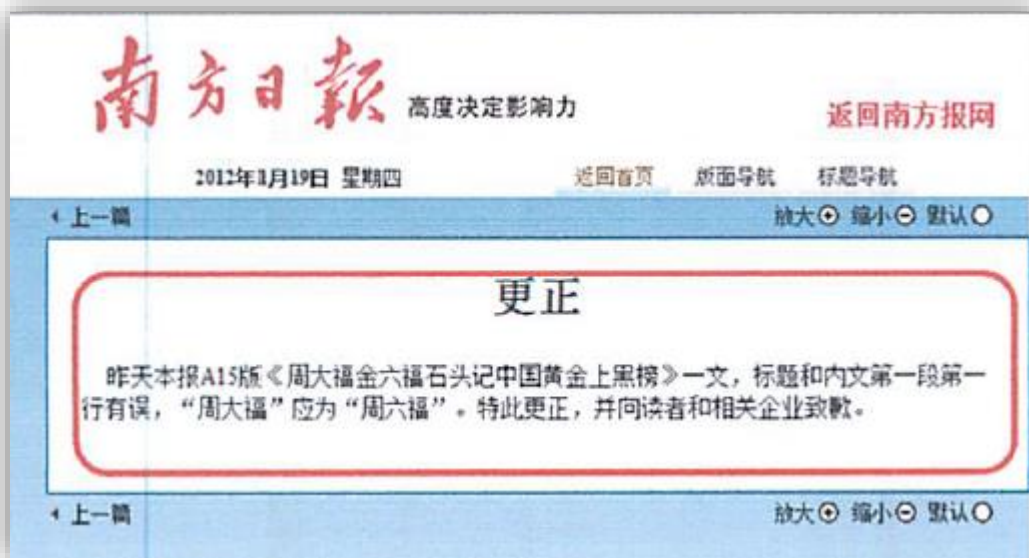 南方日报 高度决定影响力
返回南方报网
2012年1月19日 星期四 返回首页 版面导航 标题导航
上一篇 放大 缩小 默认
更正
昨天本报A15版《周大福金六福石头记中国黄金上黑榜》一文，标题和内文第一段第一
行有误，“周大福”应为“周六福”。特此更正，并向读者和相关企业致歉。
上一篇 放大 缩小 默认